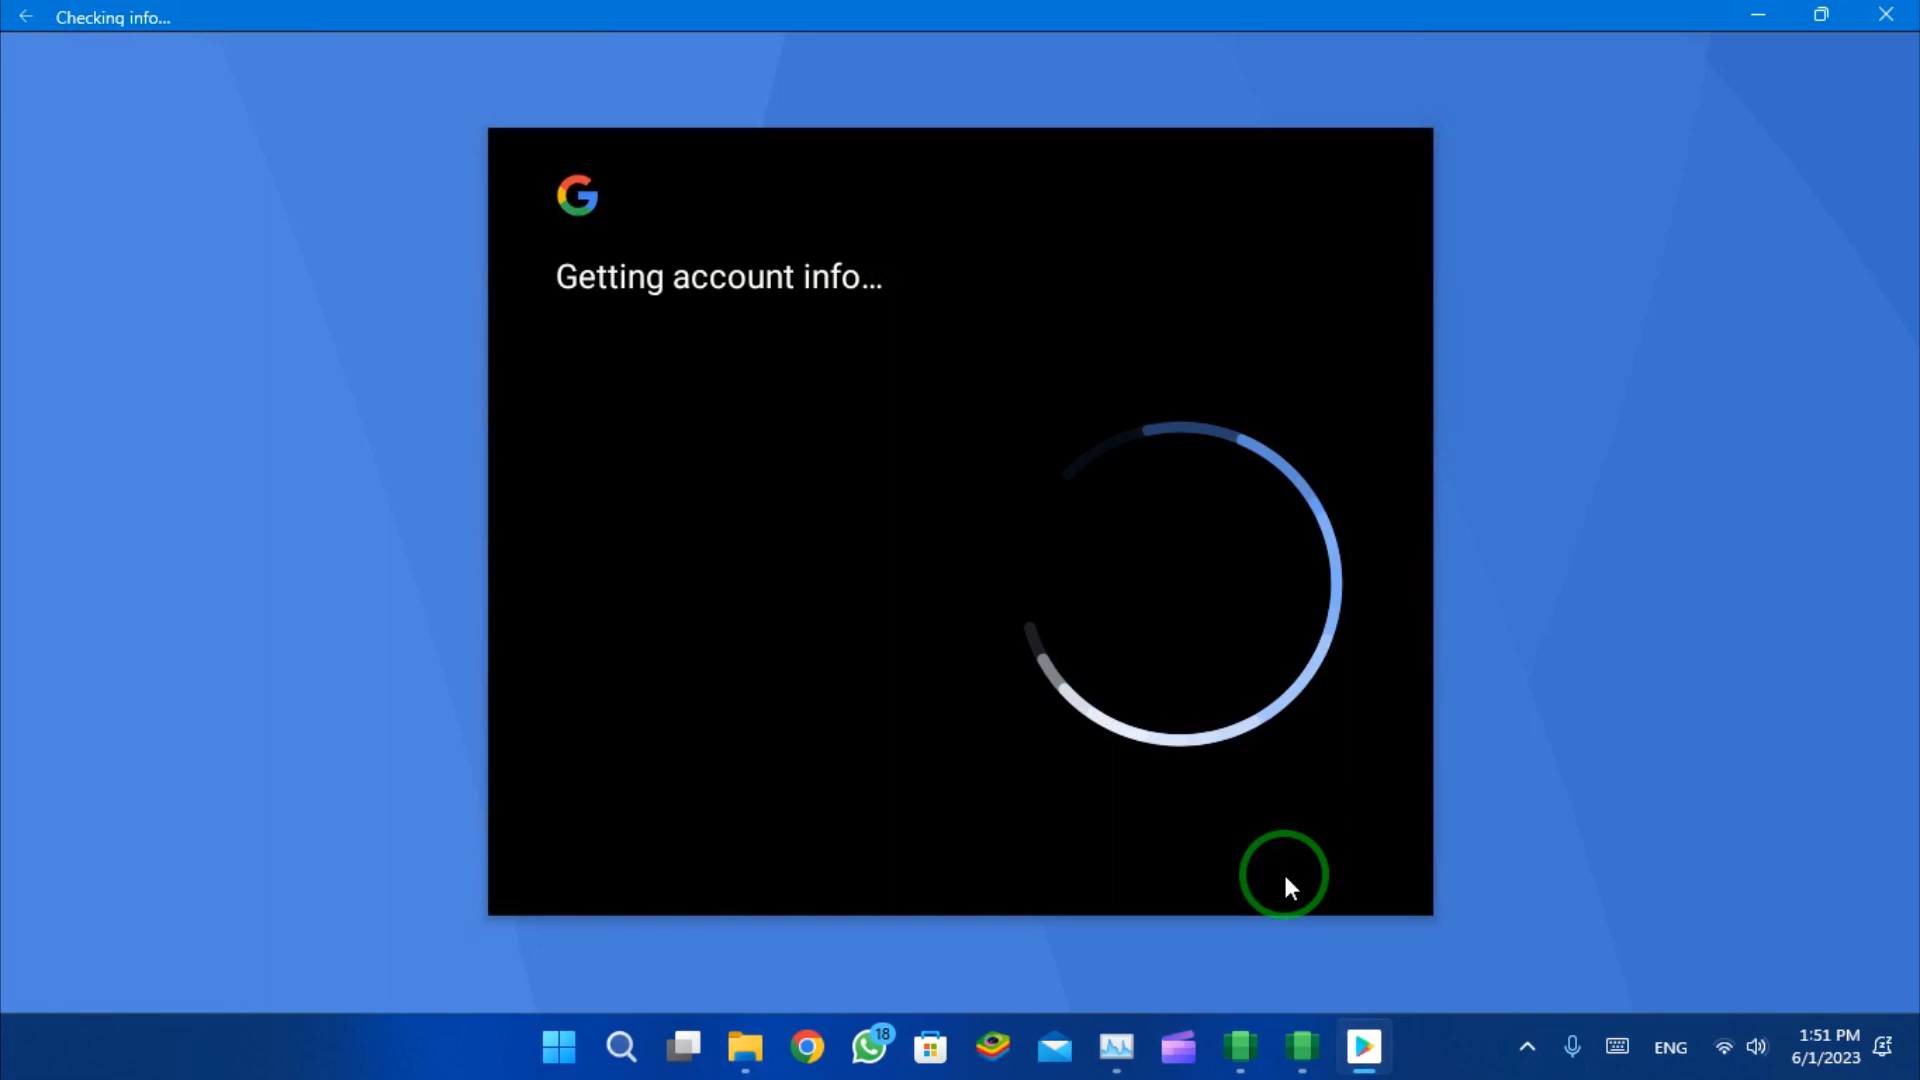 Checking info...
Getting account info...
18
ENG
1:51 PM
6/1/2023